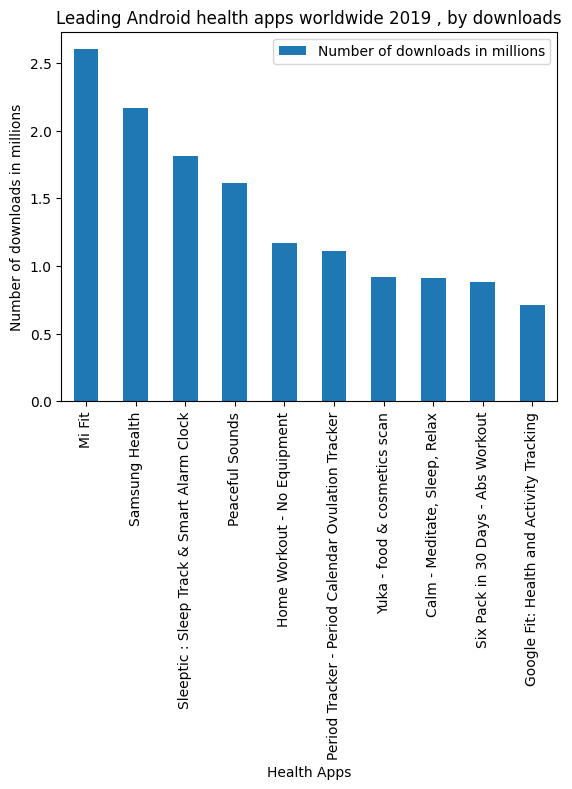 Leading Android health apps worldwide 2019 , by downloads
Number of downloads in millions
Number of downloads in millions
2.5
2.0
1.5
1.0
0.5
0.0
Mi Fit
Samsung Health
Sleeptic : Sleep Track & Smart Alarm Clock
Peaceful Sounds
Home Workout - No Equipment
Period Tracker - Period Calendar Ovulation Tracker
Yuka - food & cosmetics scan
Calm - Meditate, Sleep, Relax
Six Pack in 30 Days - Abs Workout
Google Fit: Health and Activity Tracking
Health Apps